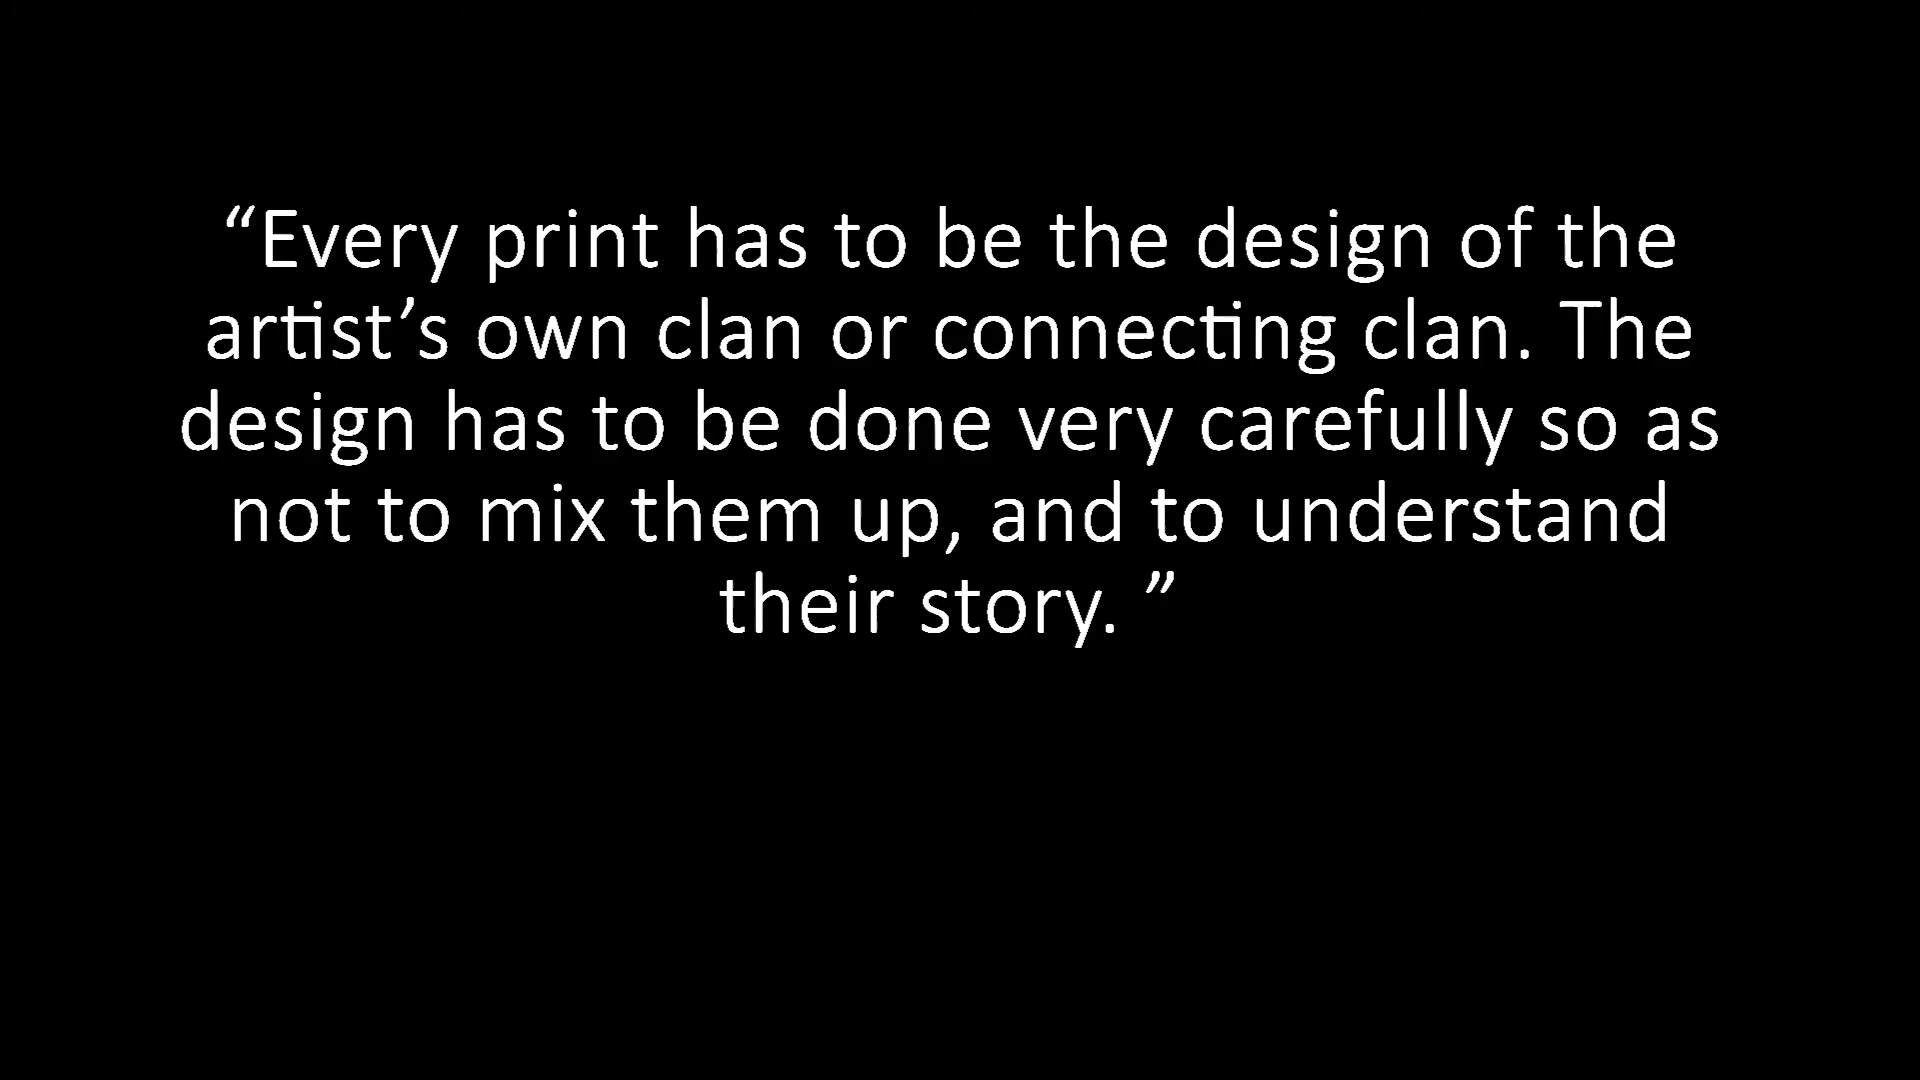 “Every print has to be the design of the
artist’s own clan or connecting clan. The
design has to be done very carefully so as
not to mix them up, and to understand
their story. ”